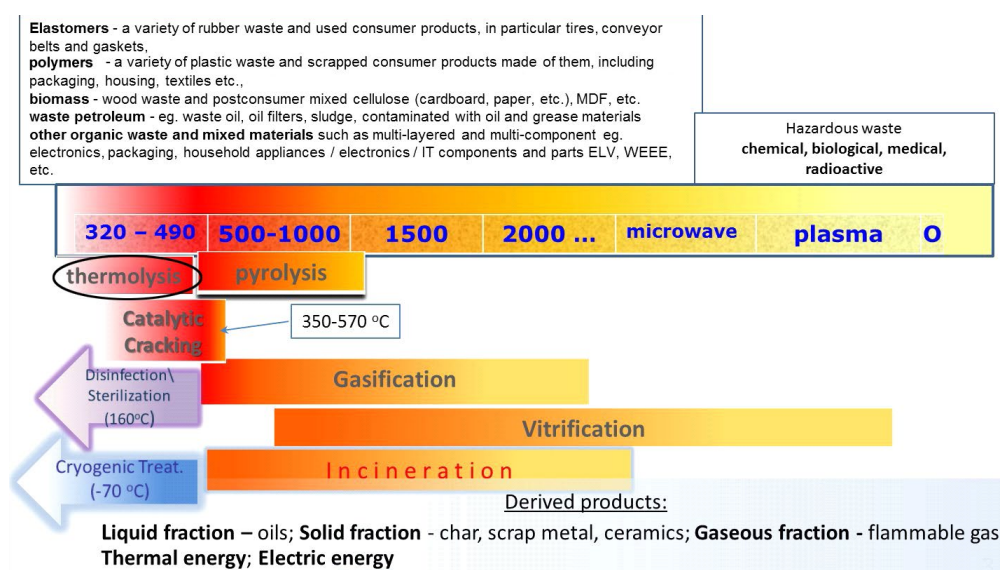 Elastomers - a variety of rubber waste and used consumer products, in particular tires, conveyor
belts and gaskets,
polymers - a variety of plastic waste and scrapped consumer products made of them, including
packaging, housing, textiles etc.,
biomass - wood waste and postconsumer mixed cellulose (cardboard, paper, etc.), MDF, etc.
waste petroleum - eg. waste oil, oil filters, sludge, contaminated with oil and grease materials
other organic waste and mixed materials such as multi-layered and multi-component eg.
electronics, packaging, household appliances / electronics / IT components and parts ELV, WEEE,
etc.
Hazardous waste
chemical, biological, medical,
radioactive
320 – 490 500-1000 1500 2000 ... microwave plasma O
thermolysis pyrolysis
Catalytic
Cracking
350-570 ºC
Disinfection\
Sterilization
(160ºC)
Gasification
Vitrification
Cryogenic Treat.
(-70 ºC)
Incineration
Derived products:
Liquid fraction – oils; Solid fraction - char, scrap metal, ceramics; Gaseous fraction - flammable gas
Thermal energy; Electric energy